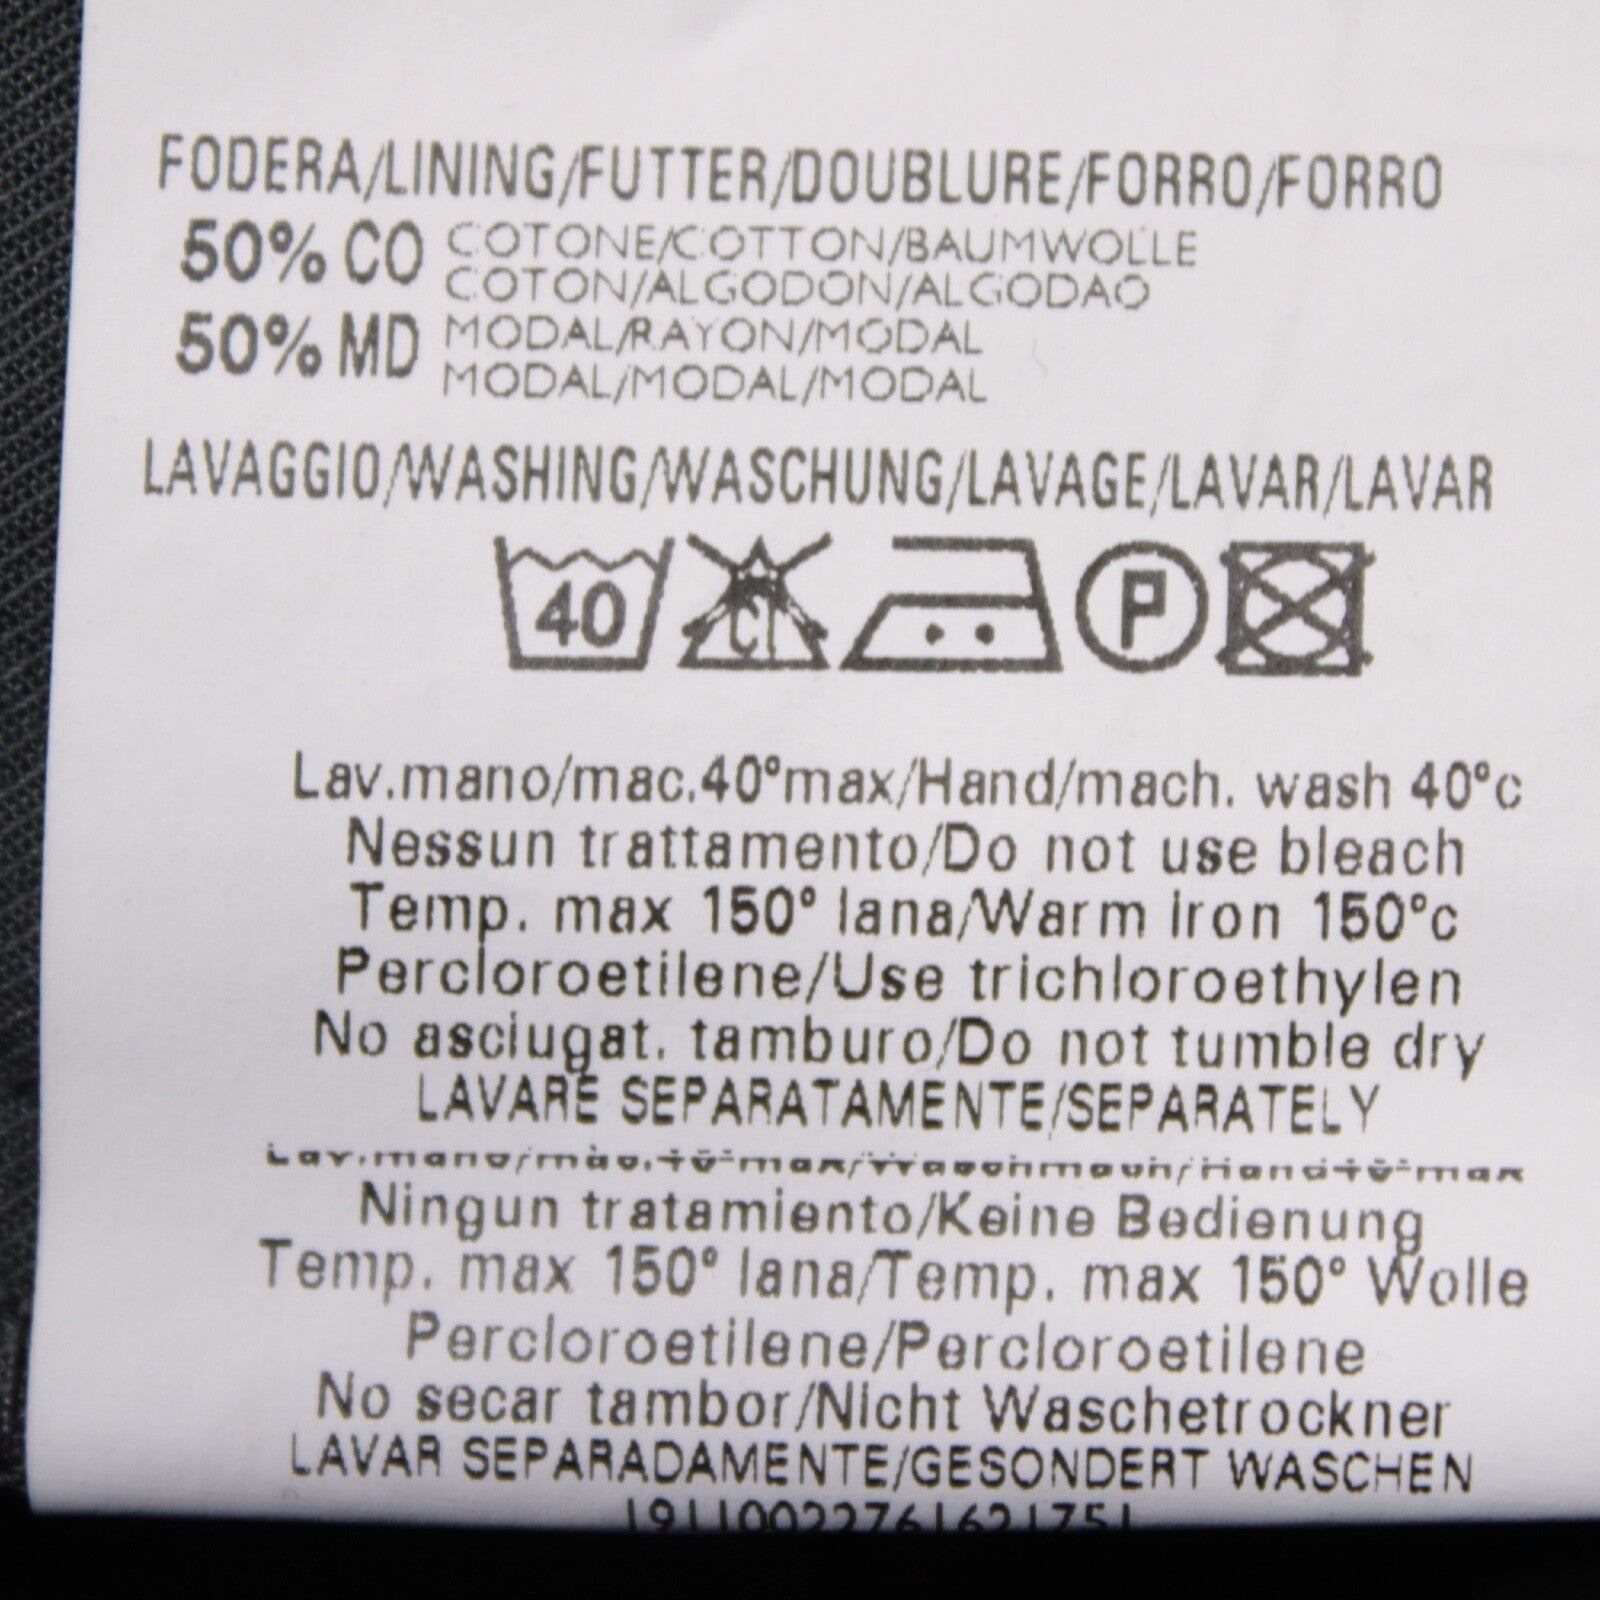 FODERA/LINING/FUTTER/DOUBLURE/FORRO/FORRO
50% CO COTONE/COTTON/BAUMWOLLE
COTON/ALGODON/ALGODAO
50% MD MODAL/RAYON/MODAL
MODAL/MODAL/MODAL
LAVAGGIO/WASHING/WASCHUNG/LAVAGE/LAVAR/LAVAR
40 Cl P
Lav.mano/mac.40°max/Hand/mach. wash 40°c
Nessun trattamento/Do not use bleach
Temp. max 150° lana/Warm iron 150°c
Percloroetilene/Use trichloroethylen
No asciugat. tamburo/Do not tumble dry
LAVARE SEPARATAMENTE/SEPARATELY
Ningun tratamiento/Keine Bedienung
Temp. max 150° lana/Temp. max 150° Wolle
Percloroetilene/Percloroetilene
No secar tambor/Nicht Waschetrockner
LAVAR SEPARADAMENTE/GESONDERT WASCHEN